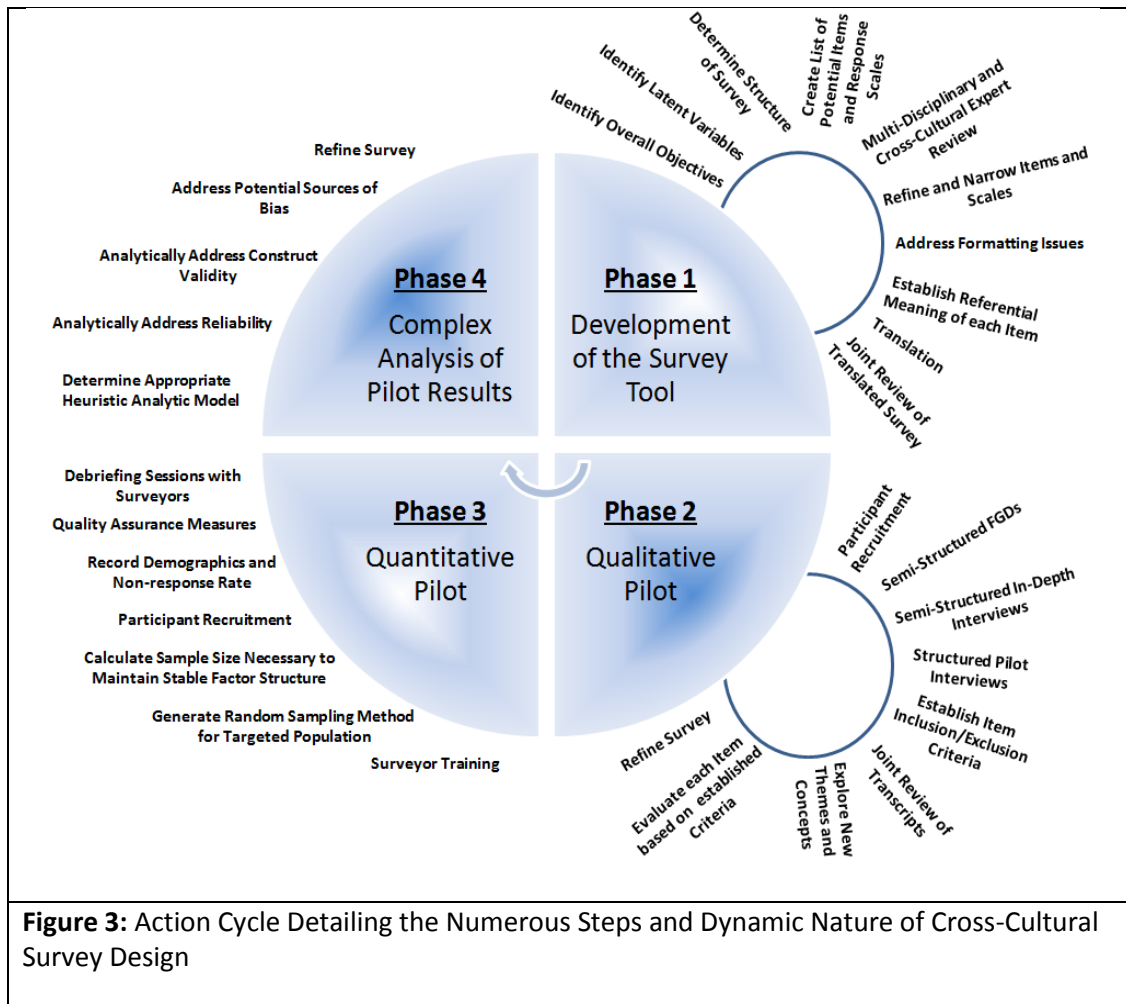 Identify Overall Objectives
Identify Latent Variables
Determine Structure
of Survey
Create List of
Potential Items
and Response
Scales
Multi-Disciplinary and
Cross-Cultural Expert
Review
Refine and Narrow Items and
Scales
Address Formatting Issues
Establish Referential
Meaning of each Item
Translation
Joint Review of
Translated Survey
Phase 1
Development
of the Survey
Tool
Phase 2
Qualitative
Pilot
Participant
Recruitment
Semi-Structured FGDs
Semi-Structured In-Depth
Interviews
Structured Pilot
Interviews
Establish Item
Inclusion/Exclusion
Criteria
Joint Review of
Transcripts
Explore New
Themes and
Concepts
Evaluate each Item
based on established
Criteria
Refine Survey
Phase 3
Quantitative
Pilot
Debriefing Sessions with
Surveyors
Quality Assurance Measures
Record Demographics and
Non-response Rate
Participant Recruitment
Calculate Sample Size Necessary to
Maintain Stable Factor Structure
Generate Random Sampling Method
for Targeted Population
Surveyor Training
Phase 4
Complex
Analysis of
Pilot Results
Refine Survey
Address Potential Sources of
Bias
Analytically Address Construct
Validity
Analytically Address Reliability
Determine Appropriate
Heuristic Analytic Model
Figure 3: Action Cycle Detailing the Numerous Steps and Dynamic Nature of Cross-Cultural
Survey Design